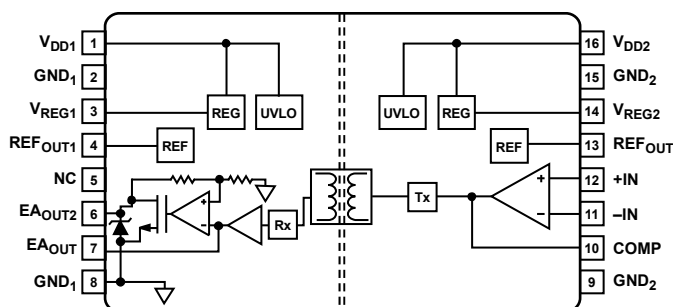 VDD1 1
GND1 2
VREG1 3
REFOUT1 4
NC 5
EAOUT2 6
EAOUT 7
GND1 8
REG
UVLO
REF
Rx
Tx
UVLO
REG
REF
+
–
+
–
16 VDD2
15 GND2
14 VREG2
13 REFOUT
12 +IN
11 –IN
10 COMP
9 GND2